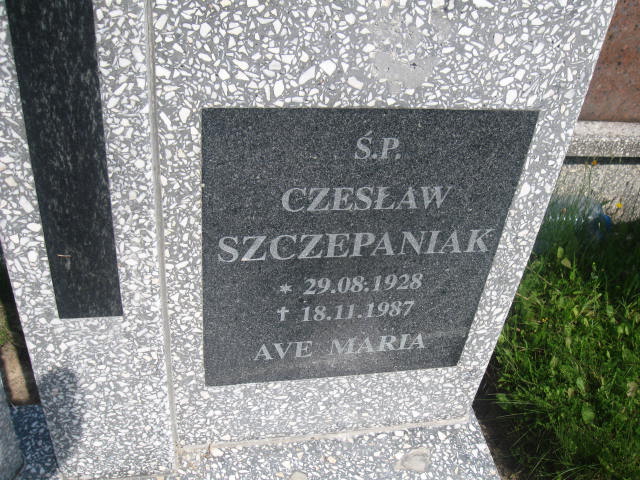 Ś.P.
CZESŁAW
SZCZEPANIAK
* 29.08.1928
† 18.11.1987
AVE MARIA